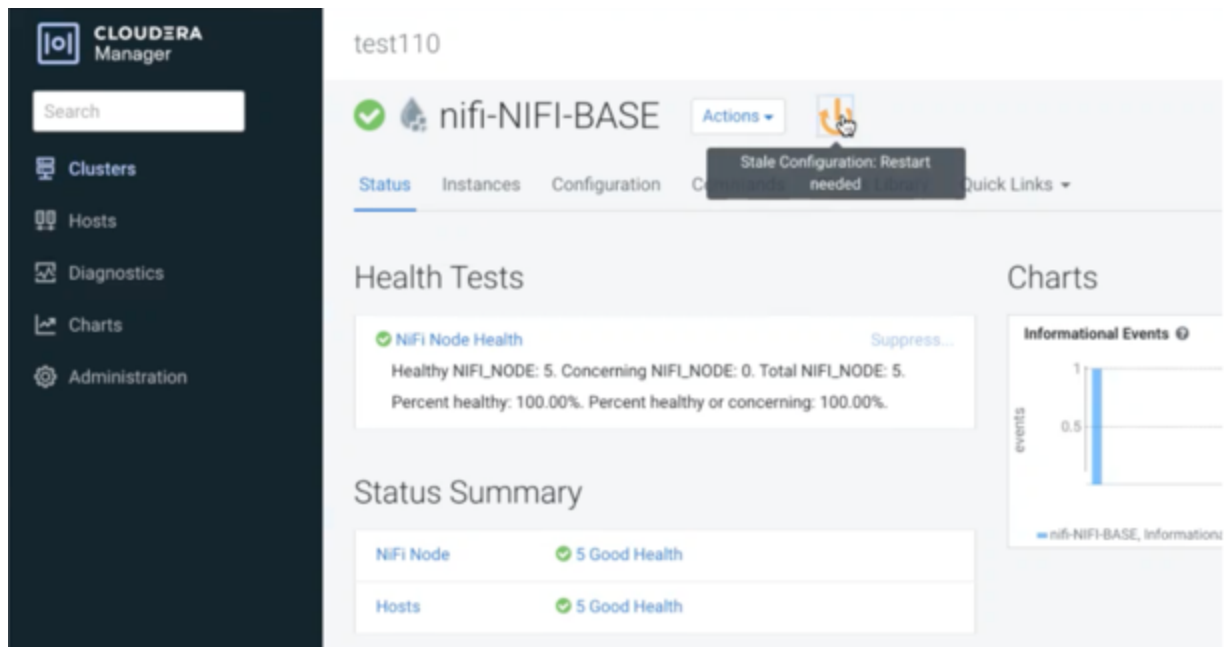 CLOUDERA
Manager
Search
Clusters
Hosts
Diagnostics
Charts
Administration
test110
nifi-NIFI-BASE
Actions
Stale Configuration: Restart
needed
Status Instances Configuration Commands Library Quick Links
Health Tests
NiFi Node Health Suppress...
Healthy NIFI_NODE: 5. Concerning NIFI_NODE: 0. Total NIFI_NODE: 5.
Percent healthy: 100.00%. Percent healthy or concerning: 100.00%.
Status Summary
NiFi Node 5 Good Health
Hosts 5 Good Health
Charts
Informational Events
1
0.5
events
nifi-NIFI-BASE, Informationa